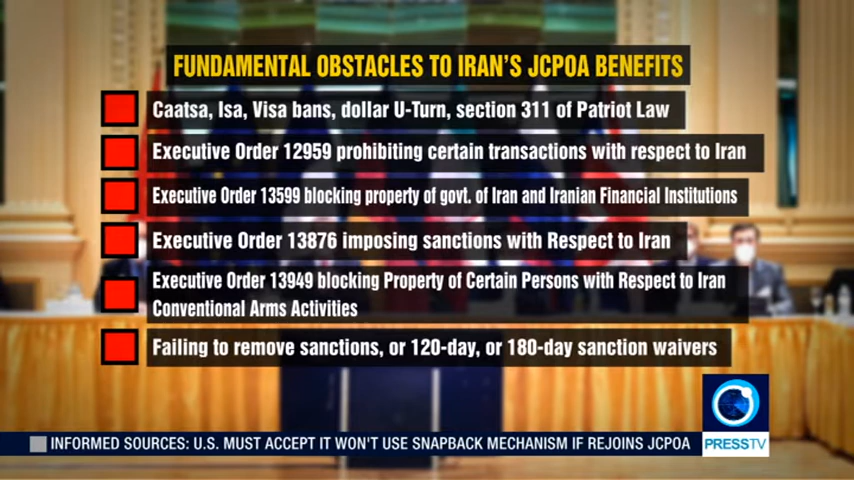 FUNDAMENTAL OBSTACLES TO IRAN'S JCPOA BENEFITS
Caatsa, Isa, Visa bans, dollar U-Turn, section 311 of Patriot Law
Executive Order 12959 prohibiting certain transactions with respect to Iran
Executive Order 13599 blocking property of govt. of Iran and Iranian Financial Institutions
Executive Order 13876 imposing sanctions with Respect to Iran
Executive Order 13949 blocking Property of Certain Persons with Respect to Iran
Conventional Arms Activities
Failing to remove sanctions, or 120-day, or 180-day sanction waivers
INFORMED SOURCES: U.S. MUST ACCEPT IT WON'T USE SNAPBACK MECHANISM IF REJOINS JCPOA
PRESSTV